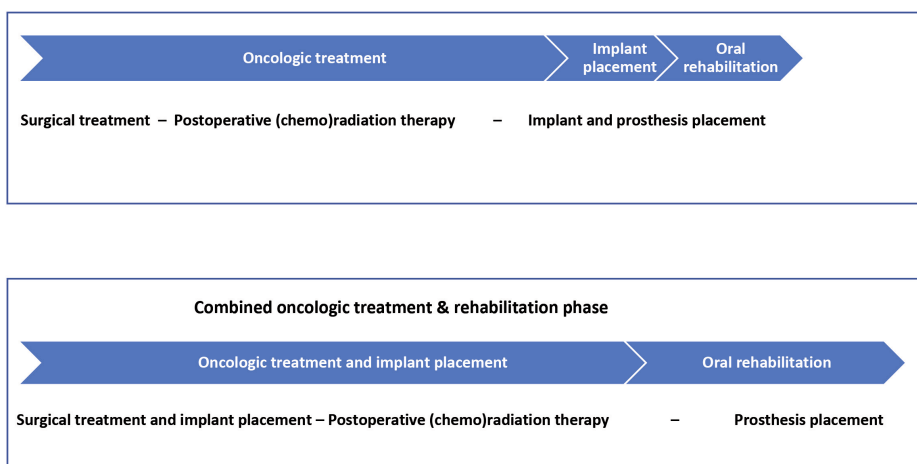 Oncologic treatment
Implant
placement
Oral
rehabilitation
Surgical treatment – Postoperative (chemo)radiation therapy – Implant and prosthesis placement
Combined oncologic treatment & rehabilitation phase
Oncologic treatment and implant placement
Oral rehabilitation
Surgical treatment and implant placement – Postoperative (chemo)radiation therapy – Prosthesis placement